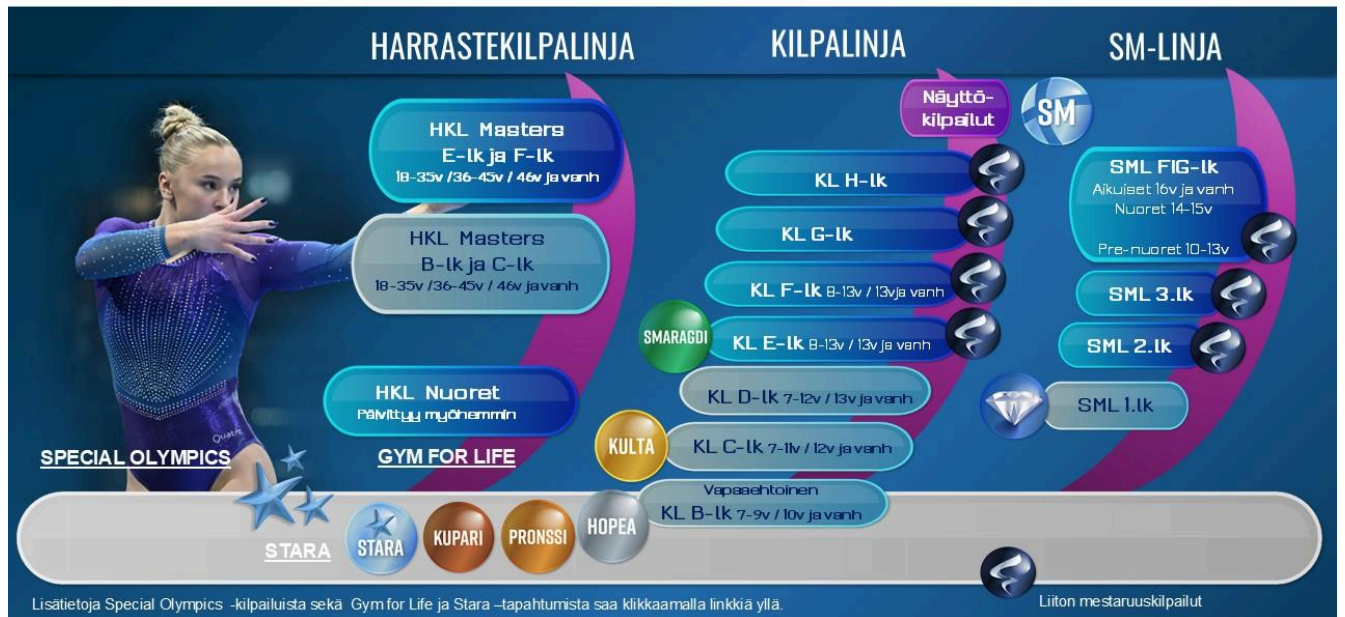 HARRASTEKILPALINJA
KILPALINJA
SM-LINJA
HKL Masters
E-lk ja F-lk
18-35v /36-45v / 46v ja vanh
HKL Masters
B-lk ja C-lk
18-35v /36-45v / 46v ja vanh
HKL Nuoret
Päivittyy myöhemmin
SPECIAL OLYMPICS
GYM FOR LIFE
Quatro
Näyttö-
kilpailut
SM
KL H-lk
KL G-lk
KL F-lk 8-13v / 13v ja vanh
SMARAGDI
KL E-lk 8-13v / 13v ja vanh
KL D-lk 7-12v / 13v ja vanh
KULTA
KL C-lk 7-11v / 12v ja vanh
Vapaaehtoinen
KL B-lk 7-9v / 10v ja vanh
SML FIG-lk
Aikuiset 16v ja vanh
Nuoret 14-15v
Pre-nuoret 10-13v
SML 3.lk
SML 2.lk
SML 1.lk
STARA
STARA
KUPARI
PRONSSI
HOPEA
Lisätietoja Special Olympics -kilpailuista sekä Gym for Life ja Stara –tapahtumista saa klikkaamalla linkkiä yllä.
Liiton mestaruuskilpailut